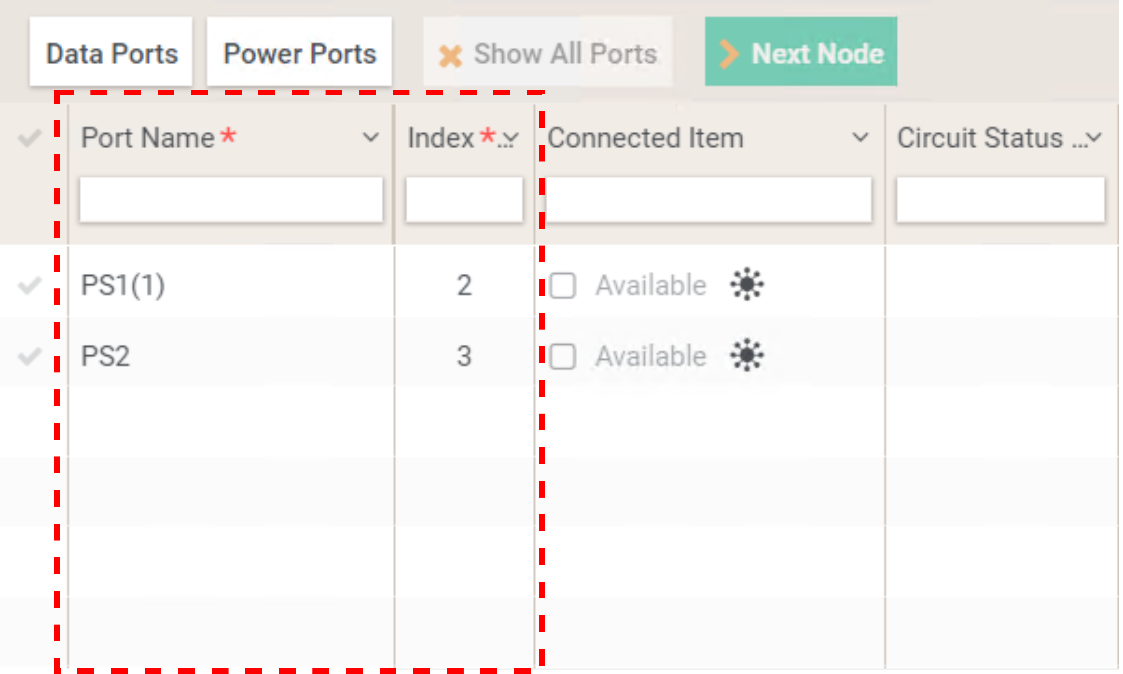 Data Ports Power Ports Show All Ports Next Node
Port Name * Index *... Connected Item Circuit Status ...
PS1(1) 2 Available
PS2 3 Available